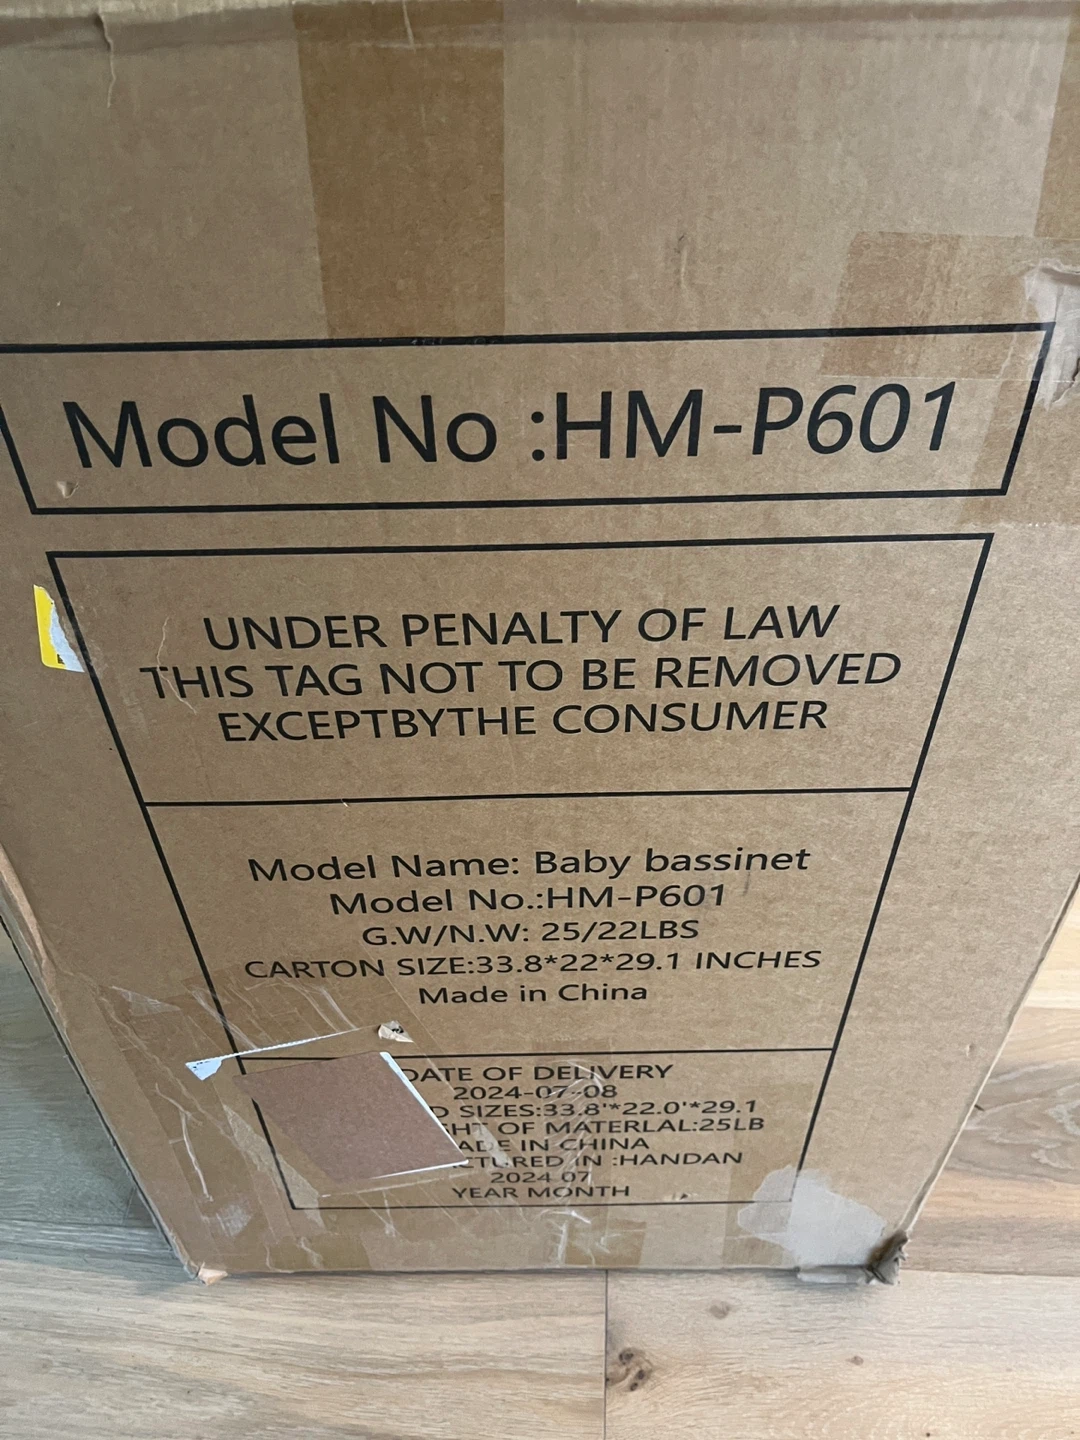 Model No :HM-P601
UNDER PENALTY OF LAW
THIS TAG NOT TO BE REMOVED
EXCEPTBYTHE CONSUMER
Model Name: Baby bassinet
Model No.:HM-P601
G.W/N.W: 25/22LBS
CARTON SIZE:33.8*22*29.1 INCHES
Made in China
DATE OF DELIVERY
2024-07-08
SIZES:33.8'*22.0'*29.1
OF MATERLAL:25LB
IN CHINA
IN :HANDAN
2024 07
YEAR MONTH